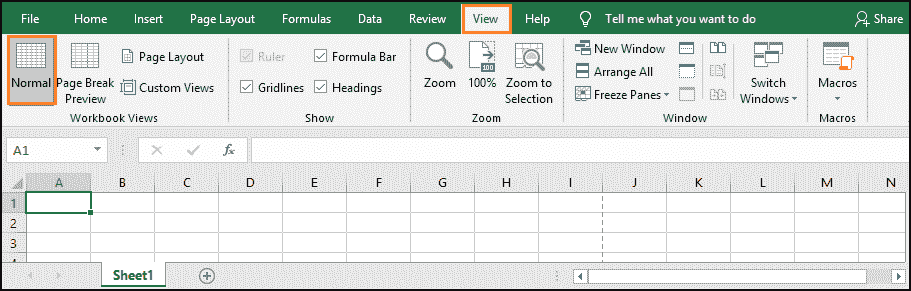 File Home Insert Page Layout Formulas Data Review View Help Tell me what you want to do Share
Normal
Page Break
Preview
Page Layout
Custom Views
Workbook Views
Ruler
Formula Bar
Gridlines
Headings
Show
Zoom
100
100%
Zoom to
Selection
Zoom
New Window
Arrange All
Freeze Panes
Switch
Windows
Window
Macros
Macros
A1
fx
A B C D E F G H I J K L M N
1
2
3
Sheet1